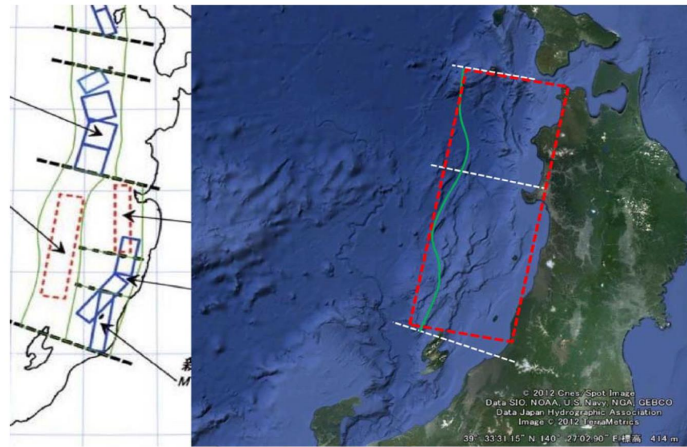 M
© 2012 Cnes/Spot Image
Data SIO, NOAA, U.S. Navy, NGA, GEBCO
Data Japan Hydrographic Association
Image © 2012 TerraMetrics
39°33'31.15" N 140°27'02.90" E 標高 414 m